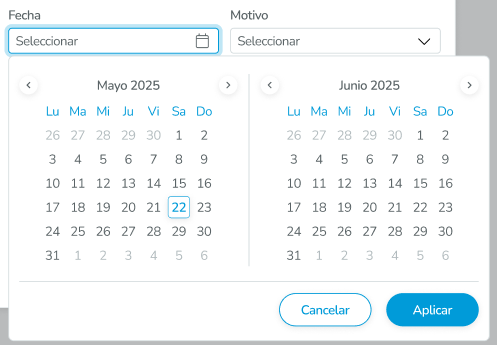 Fecha Motivo
Seleccionar Seleccionar
Mayo 2025 Junio 2025
Lu Ma Mi Ju Vi Sa Do Lu Ma Mi Ju Vi Sa Do
26 27 28 29 30 1 2 26 27 28 29 30 1 2
3 4 5 6 7 8 9 3 4 5 6 7 8 9
10 11 12 13 14 15 16 10 11 12 13 14 15 16
17 18 19 20 21 22 23 17 18 19 20 21 22 23
24 25 26 27 28 29 30 24 25 26 27 28 29 30
31 1 2 3 4 5 6 31 1 2 3 4 5 6
Cancelar Aplicar